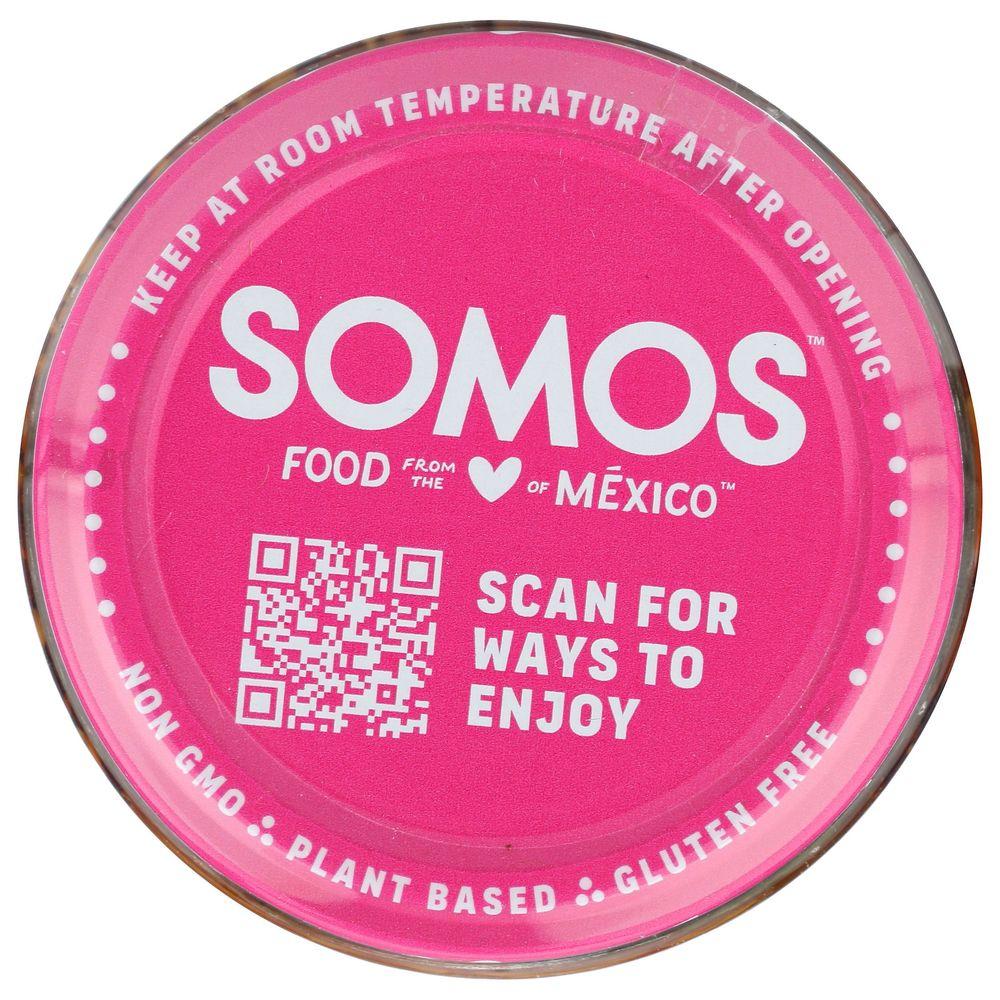 KEEP AT ROOM TEMPERATURE AFTER OPENING
SOMOS™
FOOD FROM THE ♥ OF MÉXICO™
SCAN FOR
WAYS TO
ENJOY
NON GMO ∴ PLANT BASED ∴ GLUTEN FREE